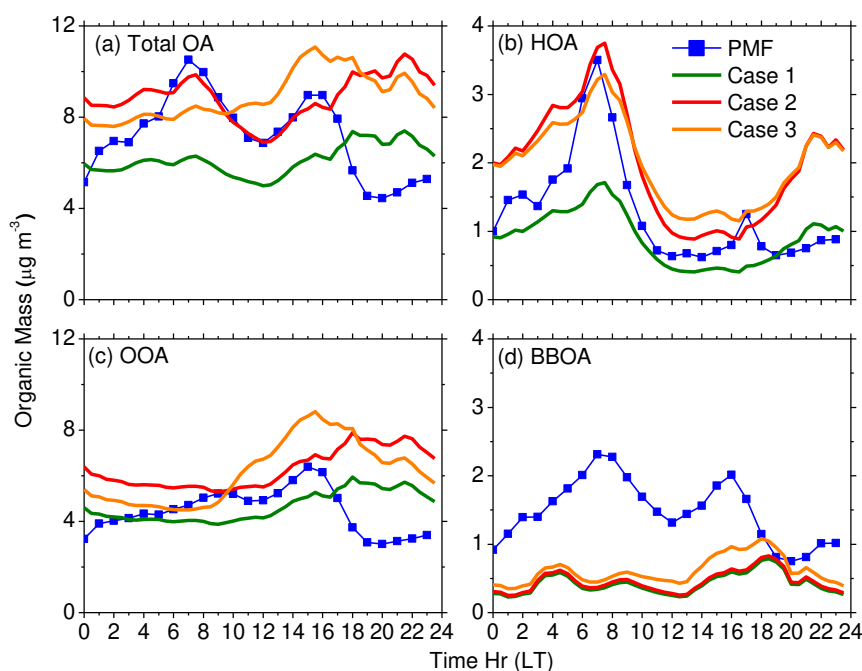 (a) Total OA
(b) HOA
PMF
Case 1
Case 2
Case 3
12
8
4
0
4
3
2
1
0
(c) OOA
(d) BBOA
12
8
4
0
4
3
2
1
0
0 2 4 6 8 10 12 14 16 18 20 22 24
0 2 4 6 8 10 12 14 16 18 20 22 24
Organic Mass (μg m-3)
Time Hr (LT)